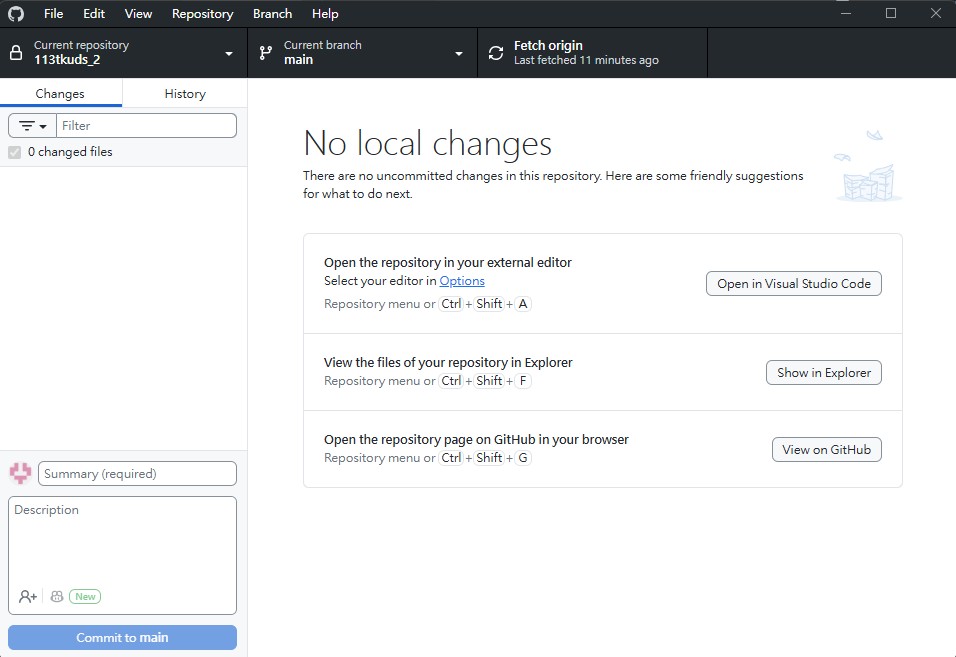 File Edit View Repository Branch Help
Current repository
113tkuds_2
Current branch
main
Fetch origin
Last fetched 11 minutes ago
Changes
History
Filter
0 changed files
No local changes
There are no uncommitted changes in this repository. Here are some friendly suggestions
for what to do next.
Open the repository in your external editor
Select your editor in Options
Repository menu or Ctrl + Shift + A
Open in Visual Studio Code
View the files of your repository in Explorer
Repository menu or Ctrl + Shift + F
Show in Explorer
Open the repository page on GitHub in your browser
Repository menu or Ctrl + Shift + G
View on GitHub
Summary (required)
Description
New
Commit to main